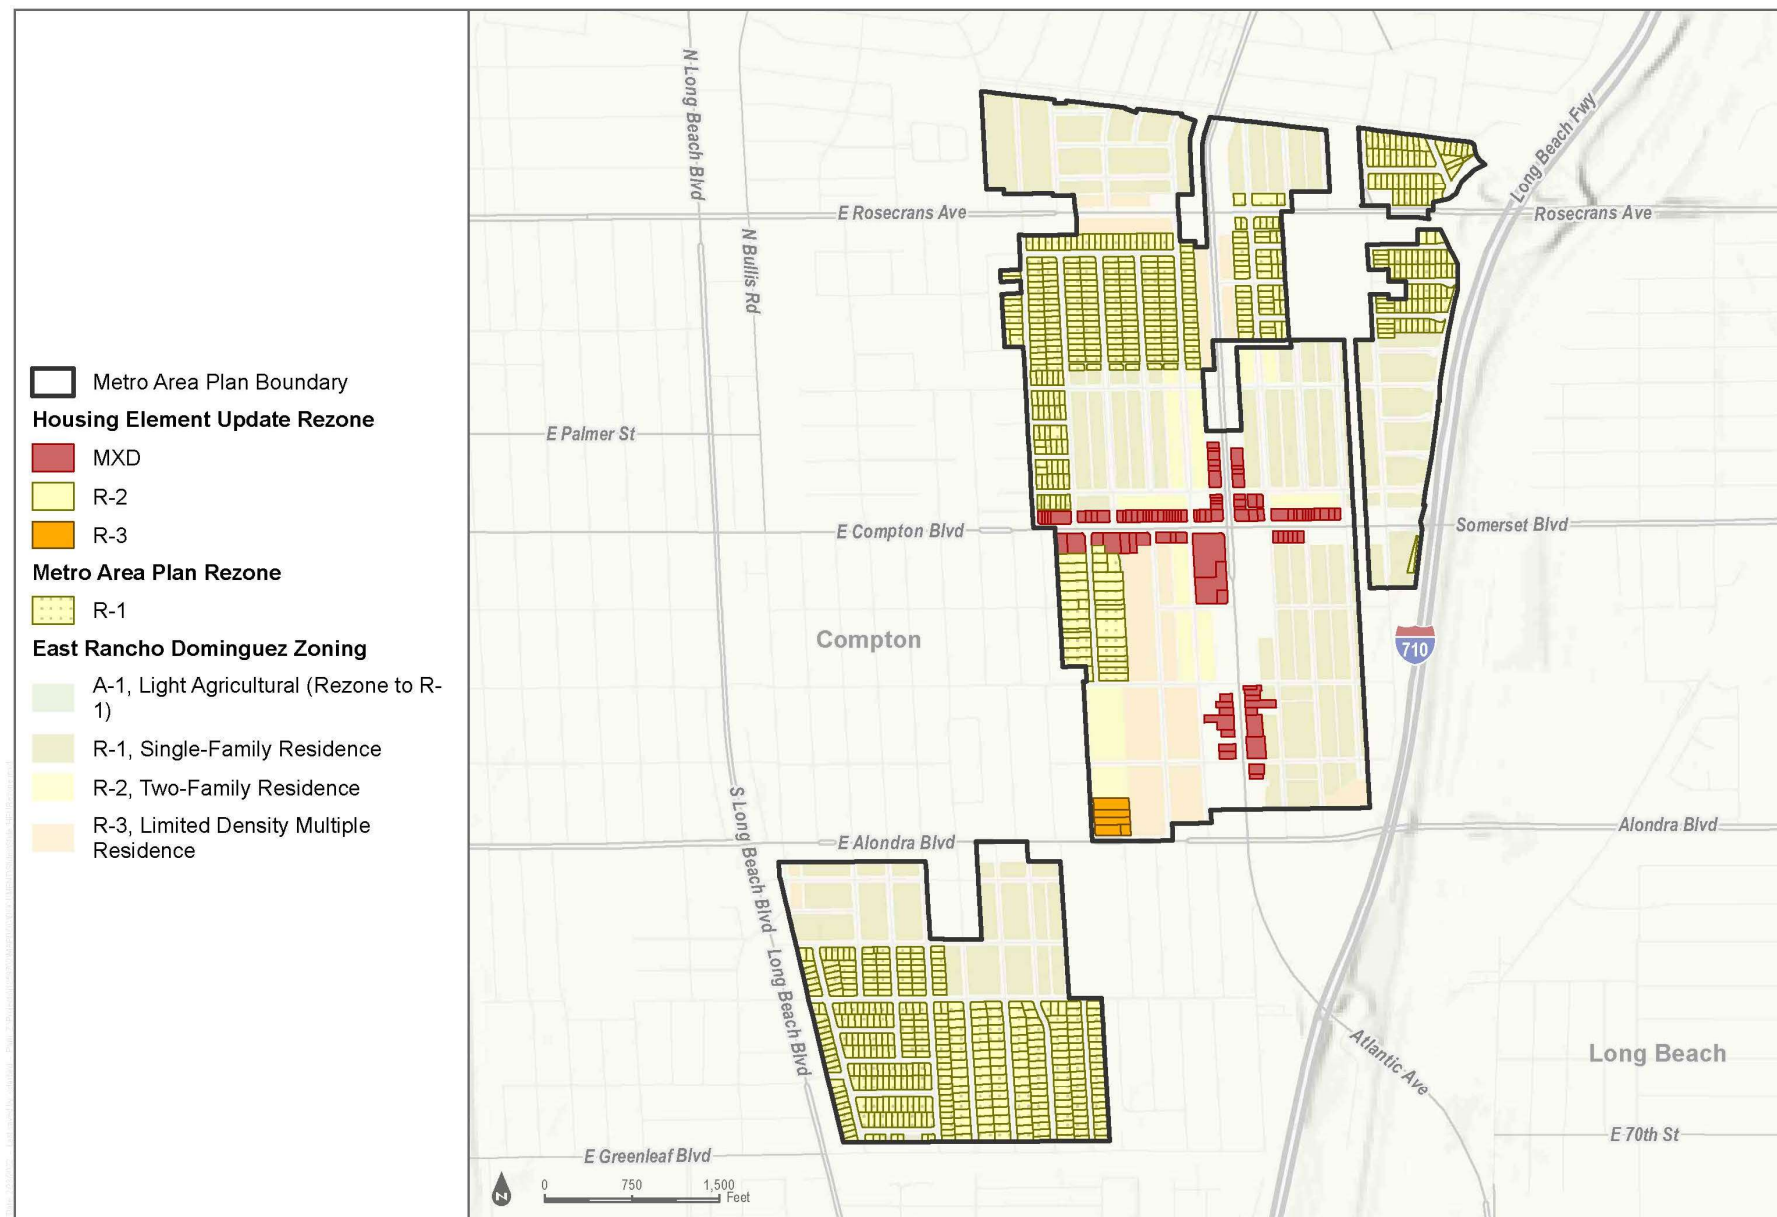 Metro Area Plan Boundary
Housing Element Update Rezone
MXD
R-2
R-3
Metro Area Plan Rezone
R-1
East Rancho Dominguez Zoning
A-1, Light Agricultural (Rezone to R-
1)
R-1, Single-Family Residence
R-2, Two-Family Residence
R-3, Limited Density Multiple
Residence
N Long Beach Blvd
N Bullis Rd
Long Beach Fwy
E Rosecrans Ave
Rosecrans Ave
E Palmer St
E Compton Blvd
Somerset Blvd
Compton
710
S Long Beach Blvd
Long Beach Blvd
E Alondra Blvd
Alondra Blvd
Atlantic Ave
Long Beach
E 70th St
E Greenleaf Blvd
N
0 750 1,500
Feet